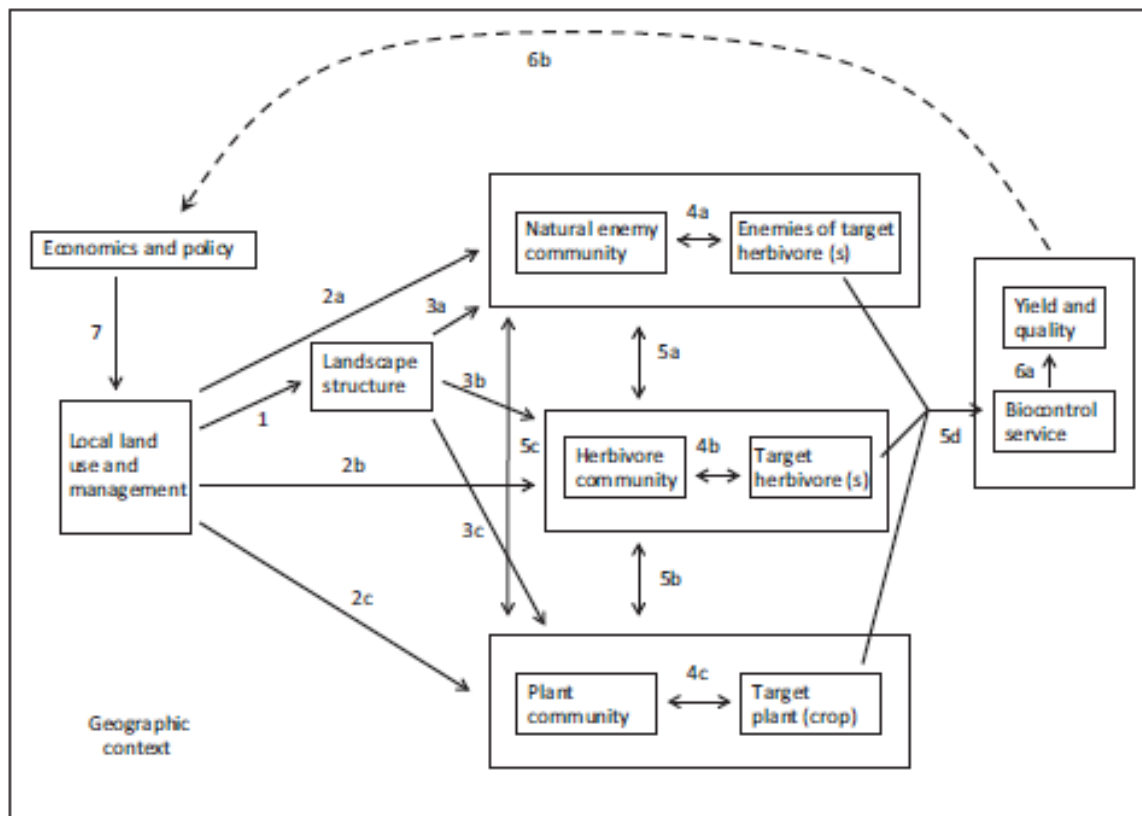 6b
Natural enemy
community
4a
Enemies of target
herbivore (s)
Economics and policy
2a
3a
Yield and
quality
7
Landscape
structure
3b
5a
6a
1
Biocontrol
service
Local land
use and
management
2b
5c
Herbivore
community
4b
Target
herbivore (s)
5d
3c
5b
2c
Plant
community
4c
Target
plant (crop)
Geographic
context